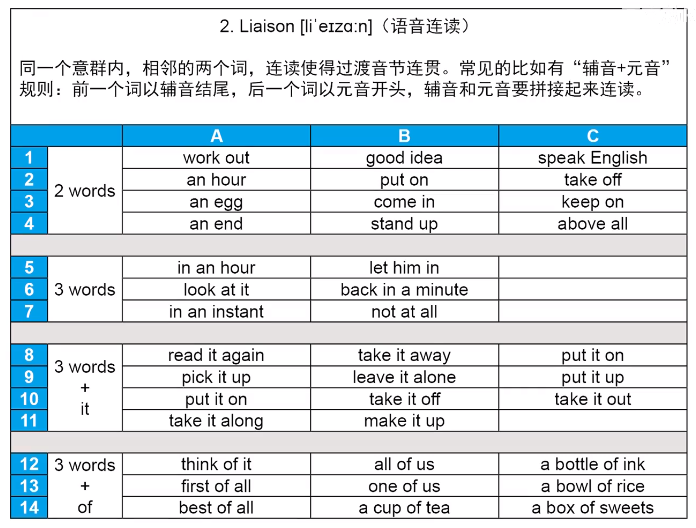 2. Liaison [liˈeɪzɑːn]（语音连读）
同一个意群内，相邻的两个词，连读使得过渡音节连贯。常见的比如有“辅音+元音”
规则：前一个词以辅音结尾，后一个词以元音开头，辅音和元音要拼接起来连读。
A B C
1 2 words work out good idea speak English
2 an hour put on take off
3 an egg come in keep on
4 an end stand up above all
5 3 words in an hour let him in
6 look at it back in a minute
7 in an instant not at all
8 3 words + it read it again take it away put it on
9 pick it up leave it alone put it up
10 put it on take it off take it out
11 take it along make it up
12 3 words + of think of it all of us a bottle of ink
13 first of all one of us a bowl of rice
14 best of all a cup of tea a box of sweets